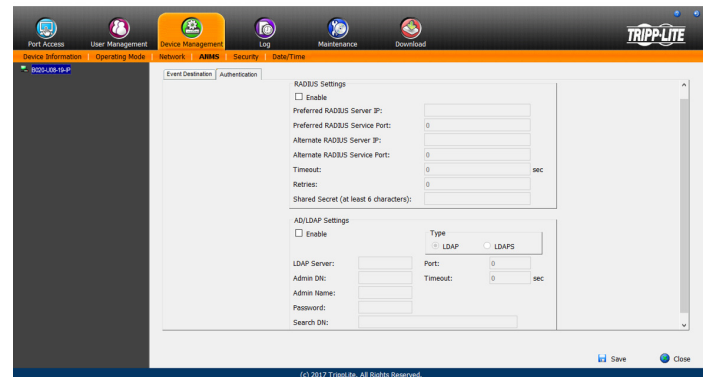 Port Access User Management Device Management Log Maintenance Download
TRIPP-LITE
Device Information Operating Mode Network ANMS Security Date/Time
B020-U08-19-IP
Event Destination Authentication
RADIUS Settings
Enable
Preferred RADIUS Server IP:
Preferred RADIUS Service Port: 0
Alternate RADIUS Server IP:
Alternate RADIUS Service Port: 0
Timeout: 0 sec
Retries: 0
Shared Secret (at least 6 characters):
AD/LDAP Settings
Enable Type
LDAP LDAPS
LDAP Server: Port: 0
Admin DN: Timeout: 0 sec
Admin Name:
Password:
Search DN:
Save Close
(c) 2017 TrippLite. All Rights Reserved.